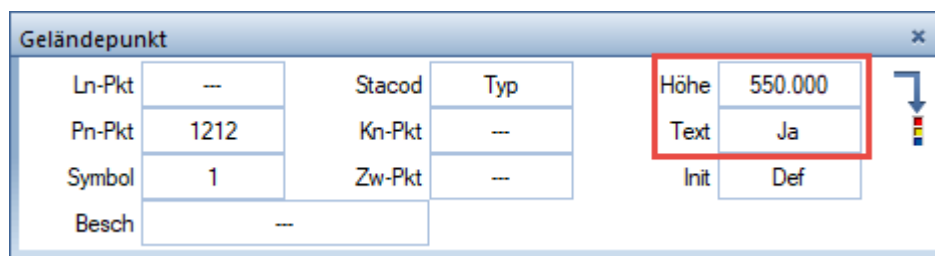 Geländepunkt
Ln-Pkt --- Stacod Typ Höhe 550.000
Pn-Pkt 1212 Kn-Pkt --- Text Ja
Symbol 1 Zw-Pkt --- Init Def
Besch ---